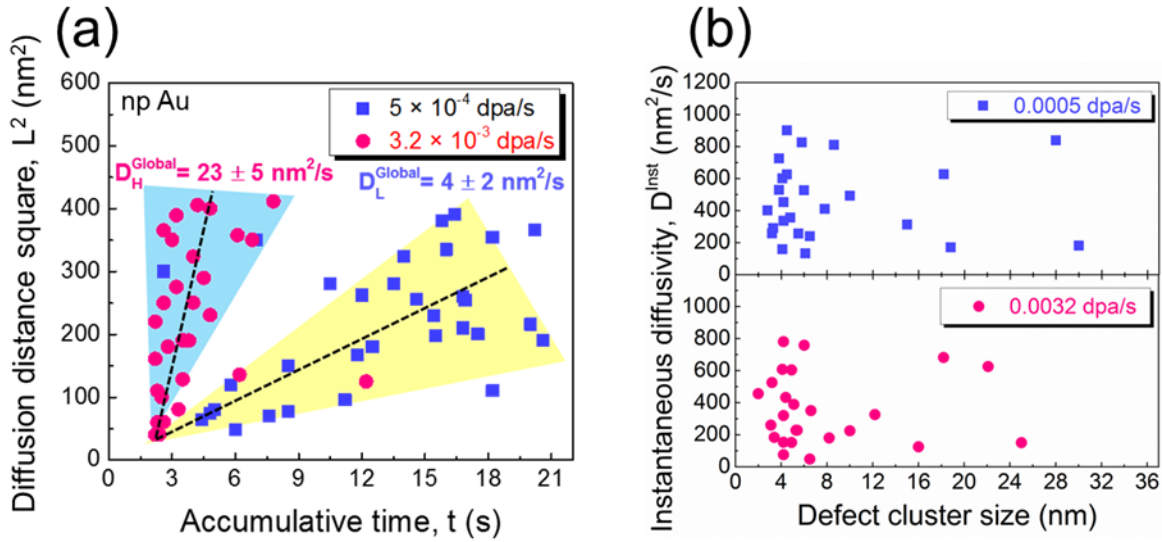 (a)
Diffusion distance square, L² (nm²)
600
500
400
300
200
100
0
np Au
5 × 10⁻⁴ dpa/s
3.2 × 10⁻³ dpa/s
D_H^Global = 23 ± 5 nm²/s
D_L^Global = 4 ± 2 nm²/s
0 3 6 9 12 15 18 21
Accumulative time, t (s)
(b)
Instantaneous diffusivity, D^Inst (nm²/s)
1200
1000
800
600
400
200
0
0.0005 dpa/s
1000
800
600
400
200
0
0.0032 dpa/s
0 4 8 12 16 20 24 28 32 36
Defect cluster size (nm)